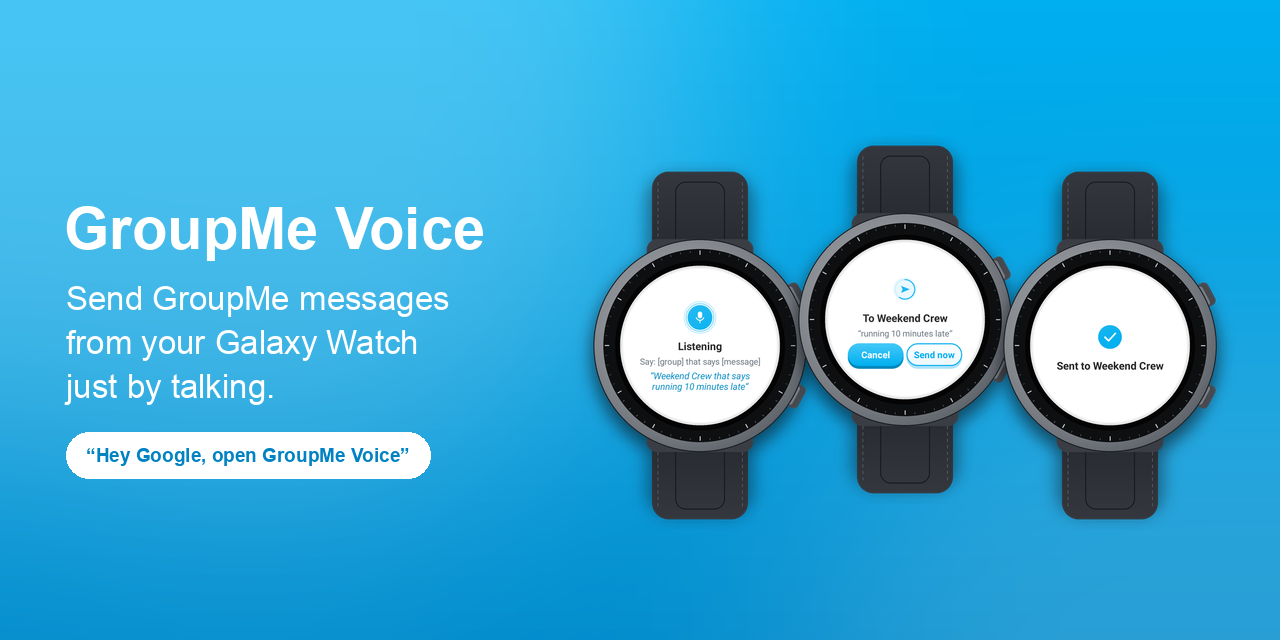 GroupMe Voice
Send GroupMe messages
from your Galaxy Watch
just by talking.
“Hey Google, open GroupMe Voice”
Listening
Say: [group] that says [message]
“Weekend Crew that says
running 10 minutes late”
To Weekend Crew
“running 10 minutes late”
Cancel
Send now
Sent to Weekend Crew